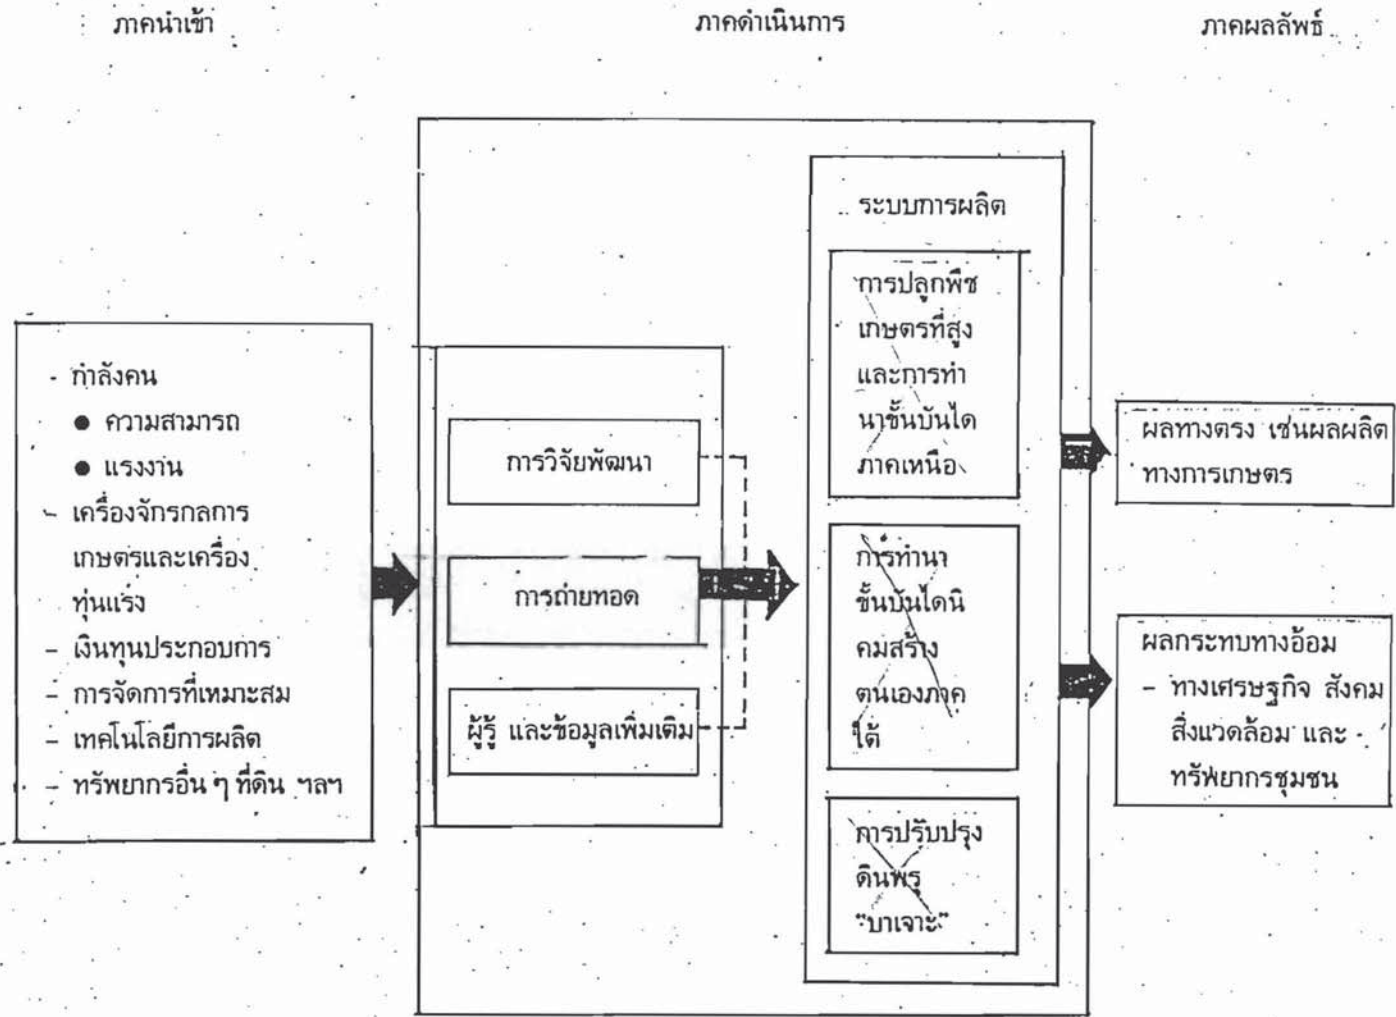 ภาคนำเข้า
ภาคดำเนินการ
ภาคผลลัพธ์
- กำลังคน
● ความสามารถ
● แรงงาน
- เครื่องจักรกลการ
เกษตรและเครื่อง
ทุ่นแรง
- เงินทุนประกอบการ
- การจัดการที่เหมาะสม
- เทคโนโลยีการผลิต
- ทรัพยากรอื่น ๆ ที่ดิน ฯลฯ
การวิจัยพัฒนา
การถ่ายทอด
ผู้รู้ และข้อมูลเพิ่มเติม
ระบบการผลิต
การปลูกพืช
เกษตรที่สูง
และการทำ
นาขั้นบันได
ภาคเหนือ
การทำนา
ขั้นบันไดนิ
คมสร้าง
ตนเองภาค
ใต้
การปรับปรุง
ดินพรุ
"บาเจาะ"
ผลทางตรง เช่นผลผลิต
ทางการเกษตร
ผลกระทบทางอ้อม
- ทางเศรษฐกิจ สังคม
สิ่งแวดล้อม และ
ทรัพยากรชุมชน